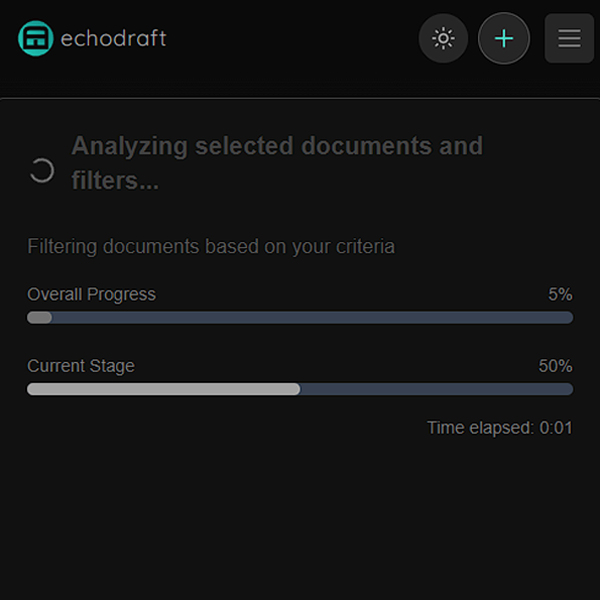 echodraft
Analyzing selected documents and
filters...
Filtering documents based on your criteria
Overall Progress 5%
Current Stage 50%
Time elapsed: 0:01